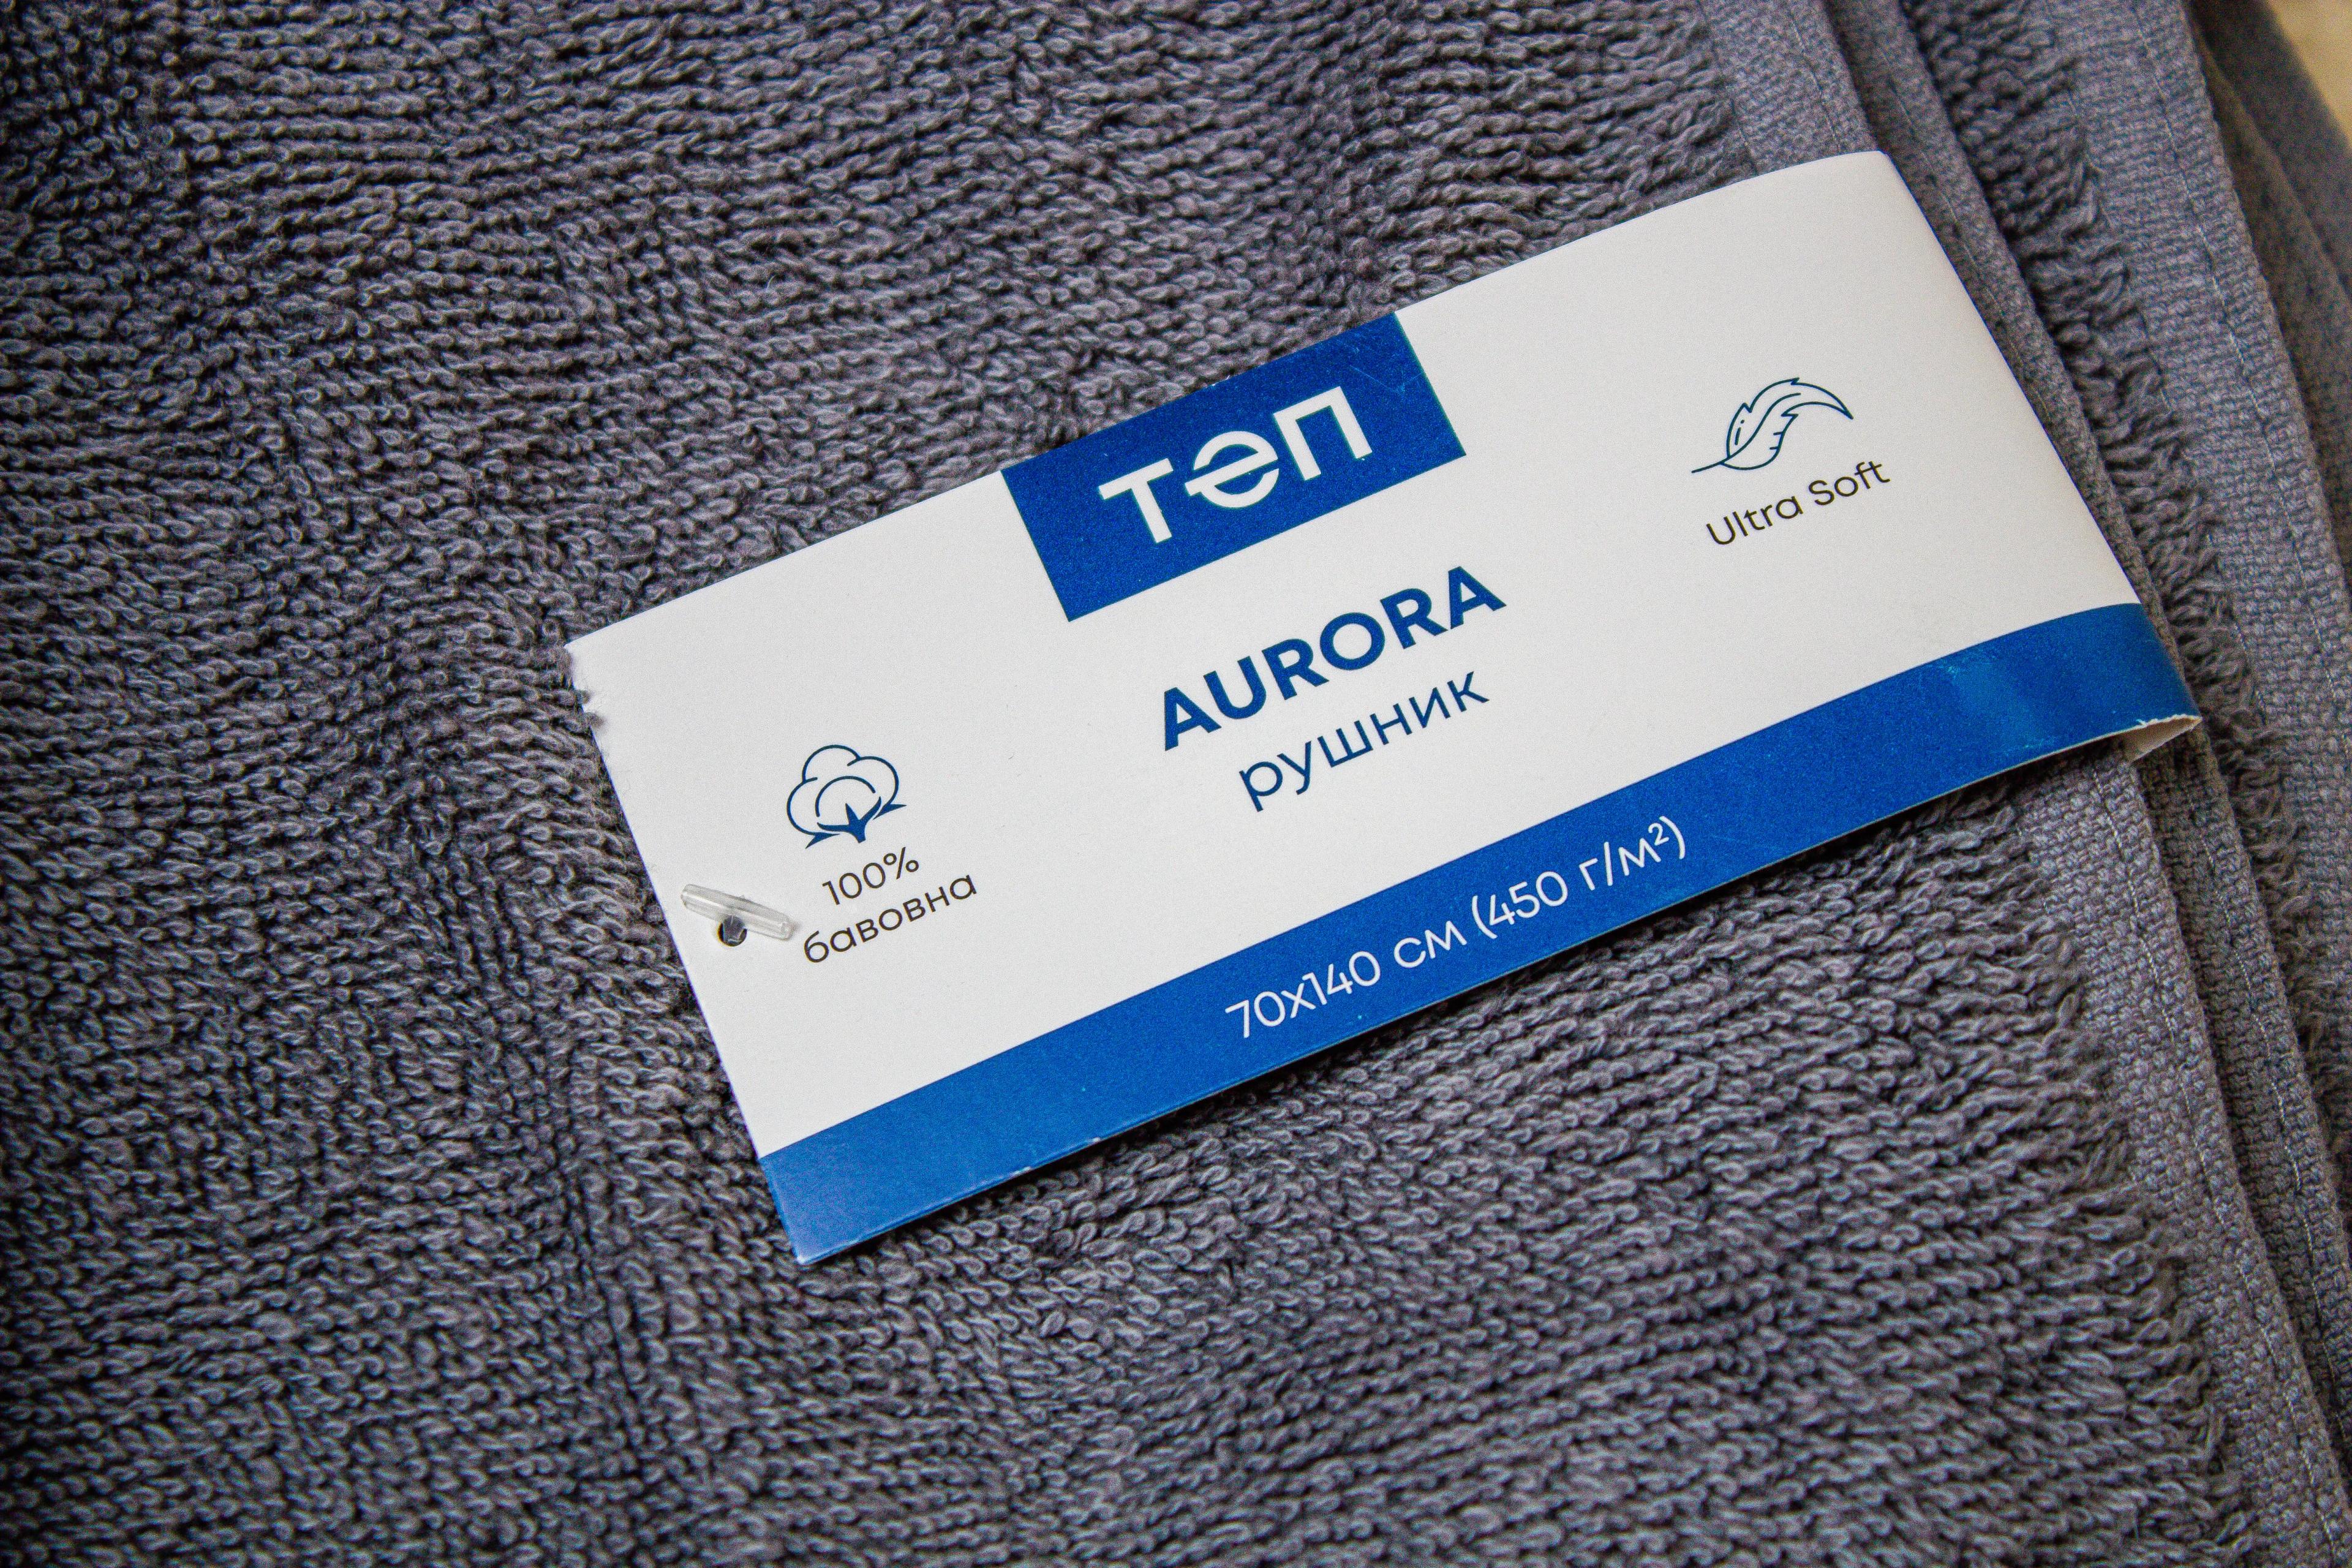 теп
AURORA
рушник
Ultra Soft
100%
бавовна
70x140 см (450 г/м²)